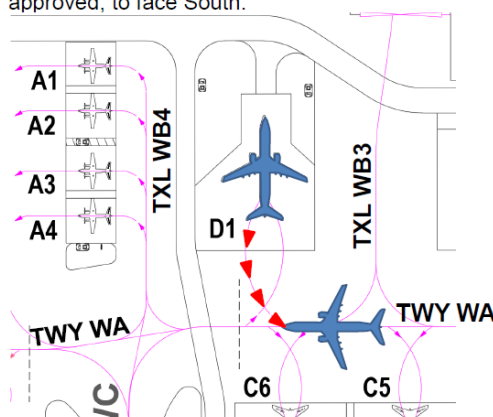 approved, to face South.
A1
A2
A3
A4
TXL WB4
D1
TXL WB3
TWY WA
TWY WA
C6
C5